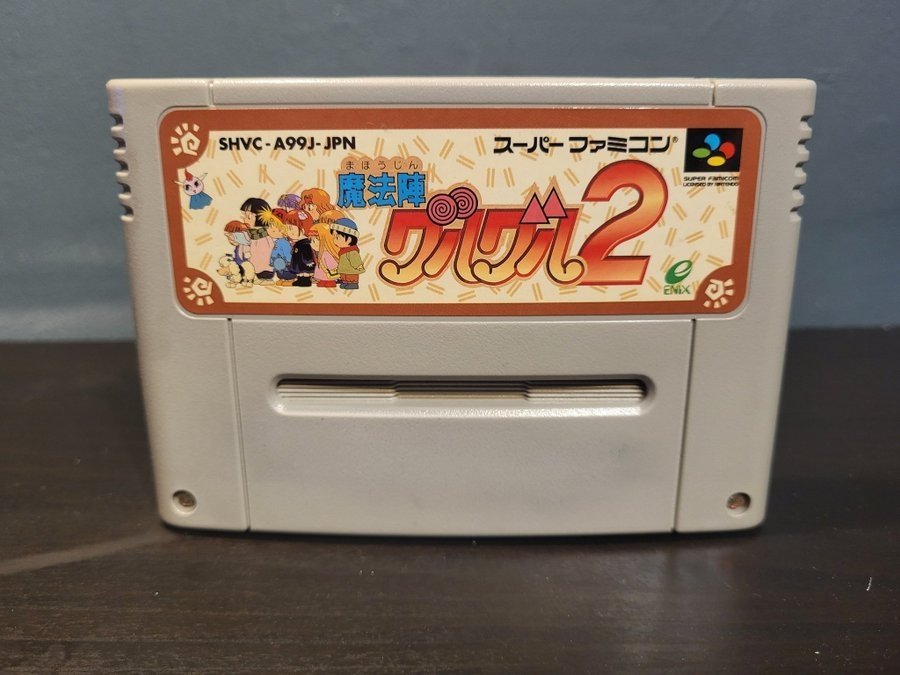 SHVC-A99J-JPN
スーパーファミコン®
SUPER FAMICOM
LICENSED BY NINTENDO
まほうじん
魔法陣
グルグル2
ENIX